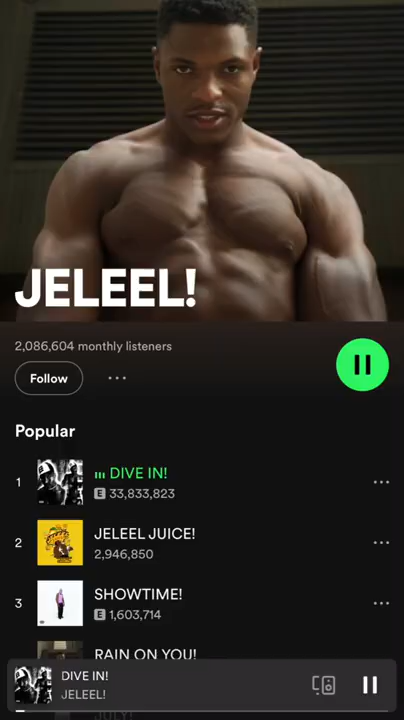 JELEEL!
2,086,604 monthly listeners
Follow
Popular
1
DIVE IN!
E 33,833,823
2
JELEEL JUICE!
2,946,850
3
SHOWTIME!
E 1,603,714
RAIN ON YOU!
DIVE IN!
JELEEL!
JULY!